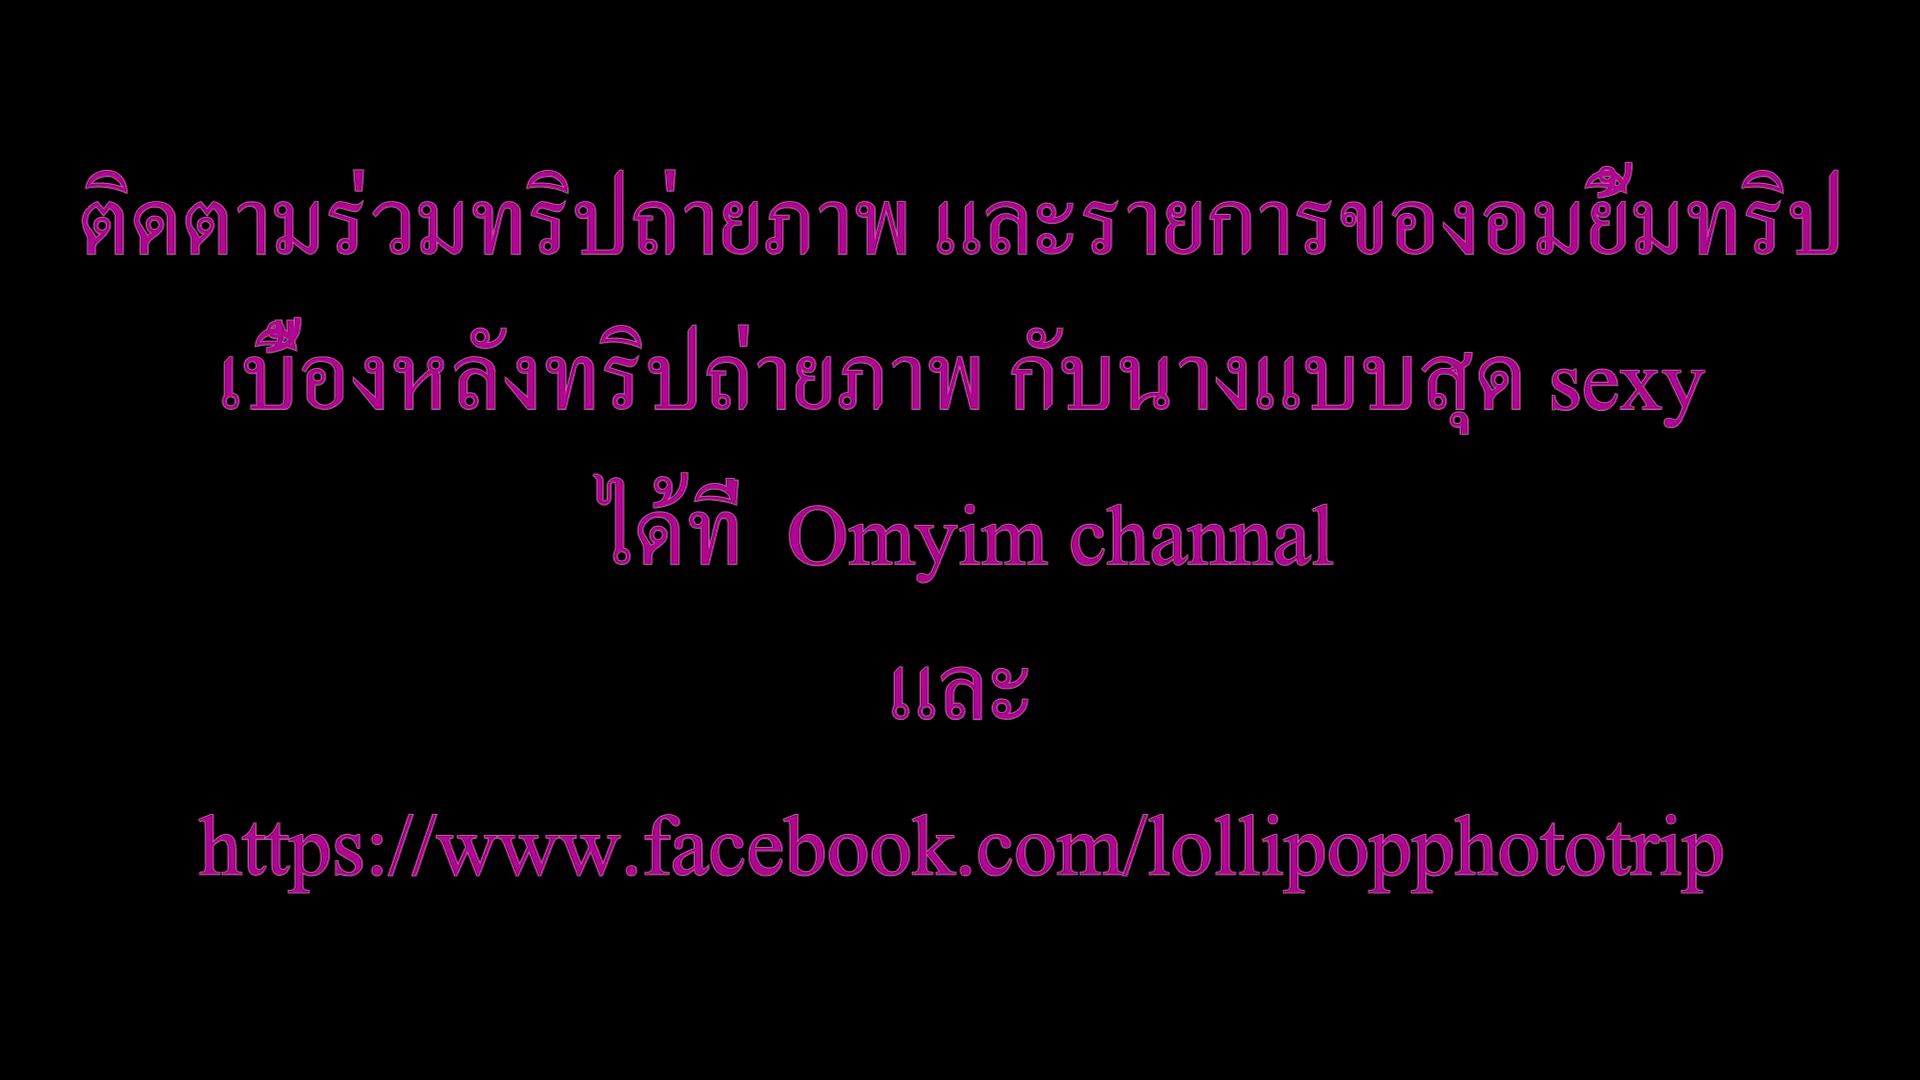 ติดตามร่วมทริปถ่ายภาพ และรายการของอมยิ้มทริป
เบื้องหลังทริปถ่ายภาพ กับนางแบบสุด sexy
ได้ที่  Omyim channal
และ
https://www.facebook.com/lollipopphototrip